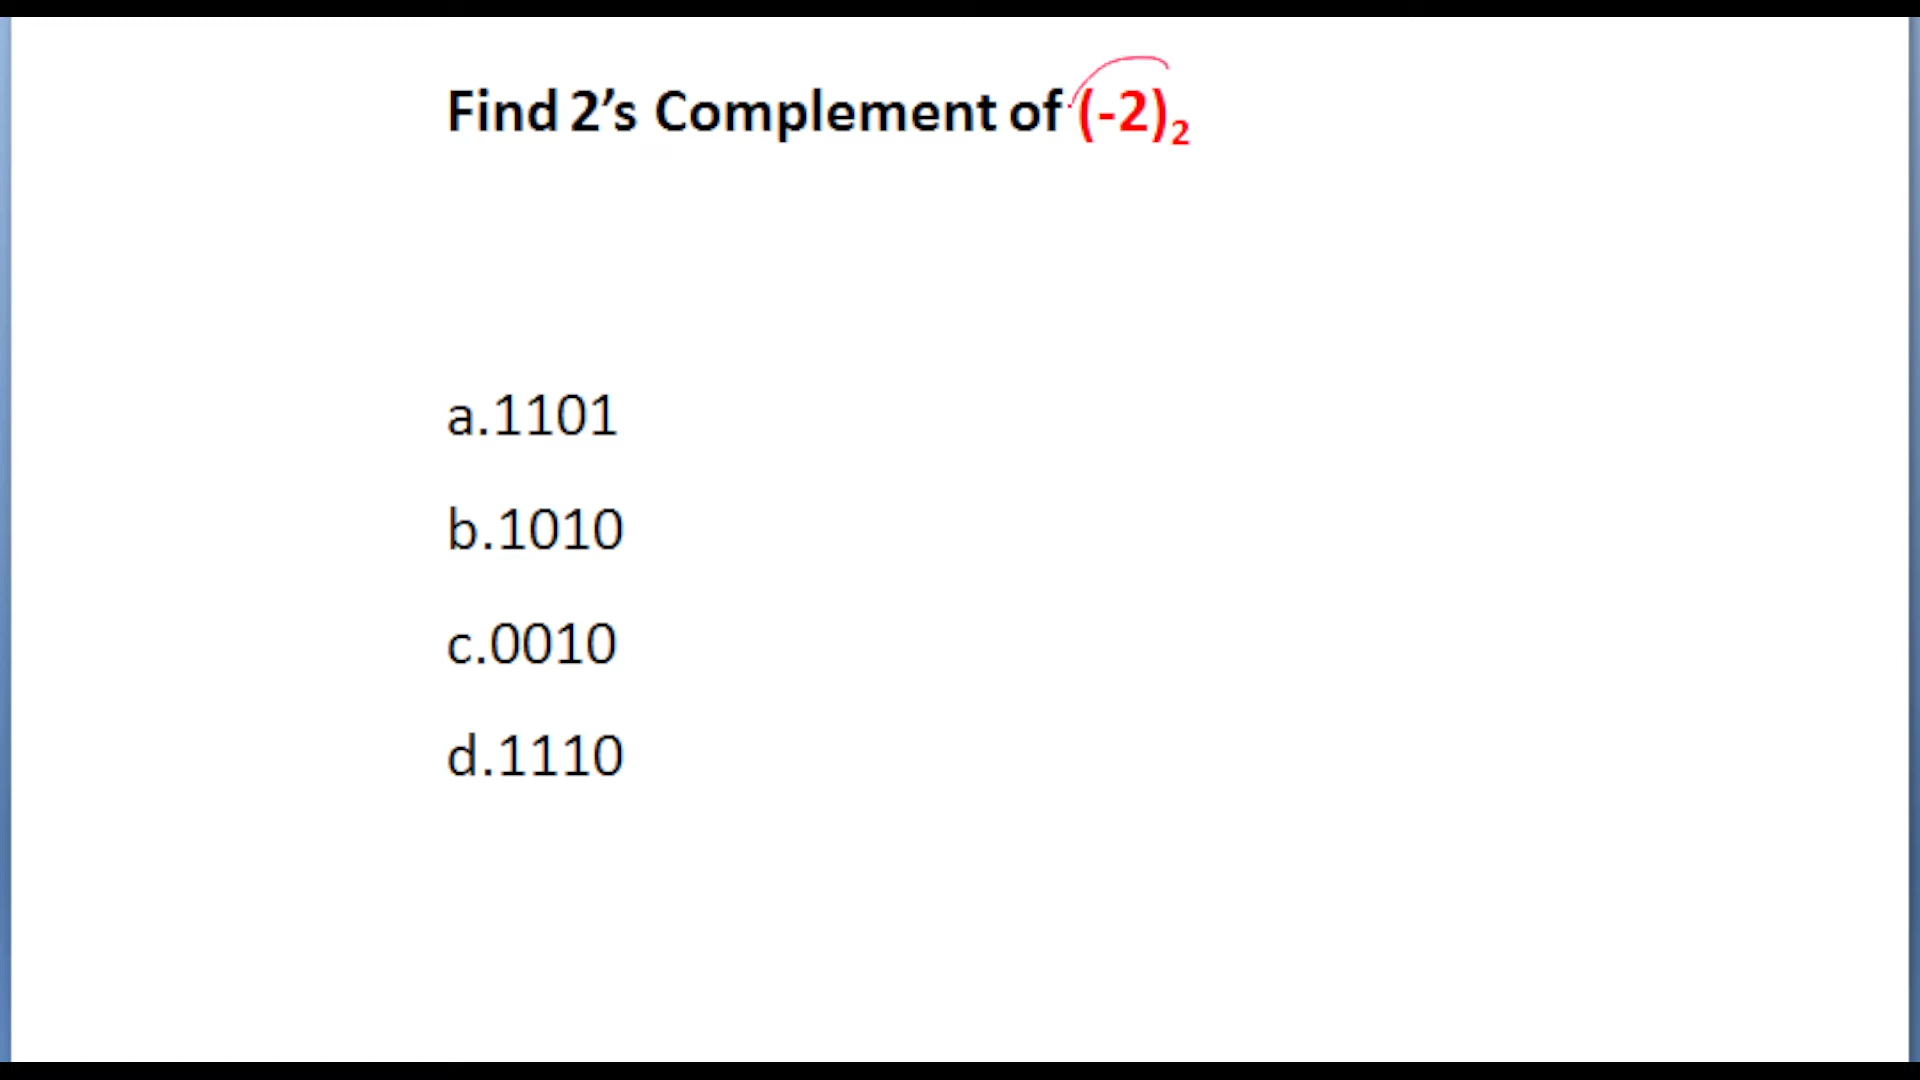 Find 2’s Complement of (-2)₂
a.1101
b.1010
c.0010
d.1110